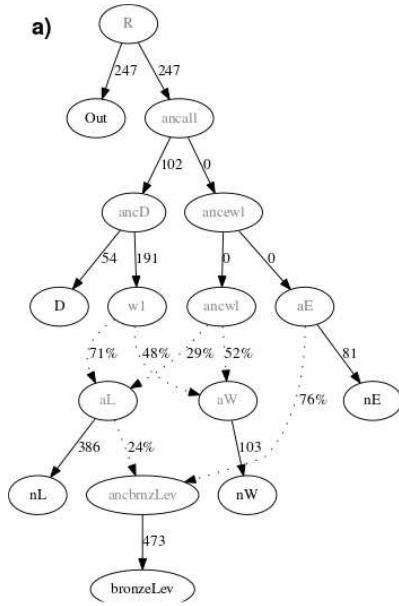 a)
R
247 247
Out ancall
102 0
ancD ancewl
54 191 0 0
D w1 ancwl aE
71% 48% 29% 52% 81
aL aW 76% nE
386 24% 103
nL ancbrnzLev nW
473
bronzeLev